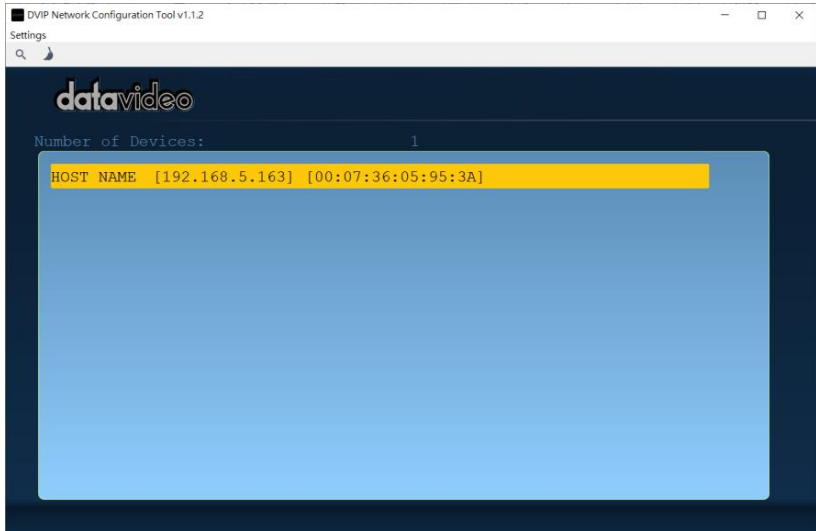 DVIP Network Configuration Tool v1.1.2
Settings
datavideo
Number of Devices: 1
HOST NAME [192.168.5.163] [00:07:36:05:95:3A]